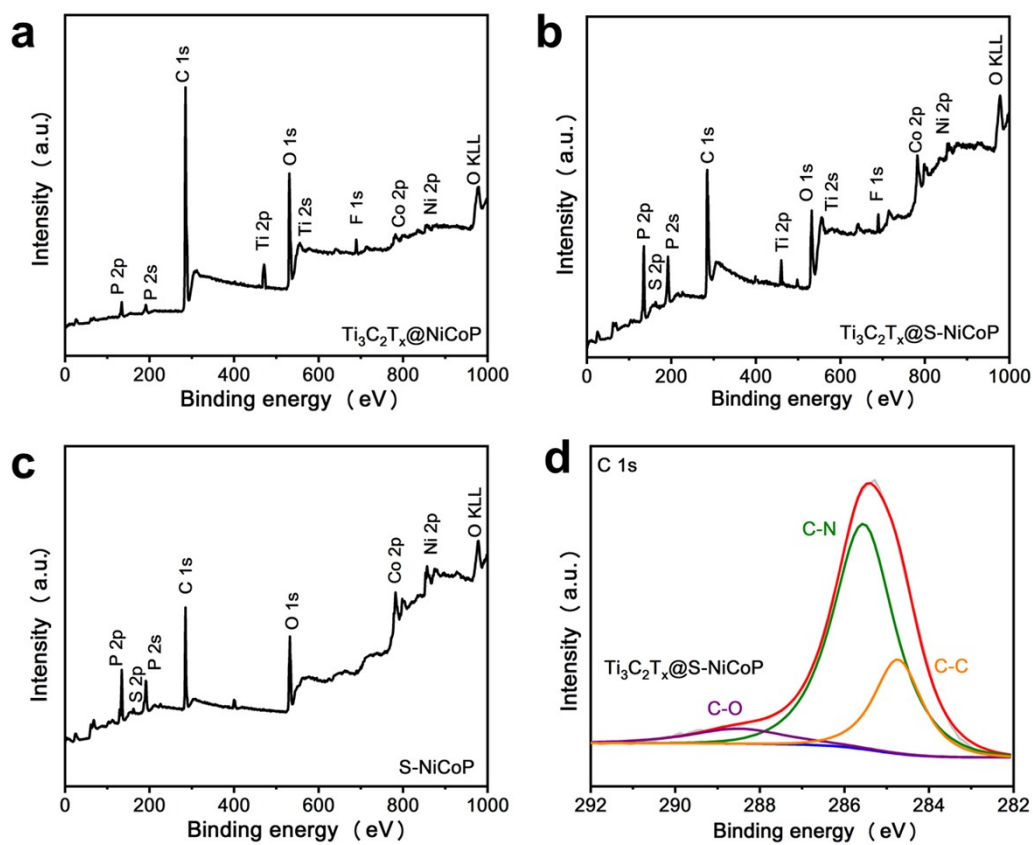 a
Intensity (a.u.)
P 2p
P 2s
C 1s
Ti 2p
O 1s
Ti 2s
F 1s
Co 2p
Ni 2p
O KLL
Ti₃C₂Tₓ@NiCoP
0 200 400 600 800 1000
Binding energy (eV)
b
Intensity (a.u.)
P 2p
S 2p
P 2s
C 1s
Ti 2p
O 1s
Ti 2s
F 1s
Co 2p
Ni 2p
O KLL
Ti₃C₂Tₓ@S-NiCoP
0 200 400 600 800 1000
Binding energy (eV)
c
Intensity (a.u.)
P 2p
S 2p
P 2s
C 1s
O 1s
Co 2p
Ni 2p
O KLL
S-NiCoP
0 200 400 600 800 1000
Binding energy (eV)
d
Intensity (a.u.)
C 1s
C-N
Ti₃C₂Tₓ@S-NiCoP
C-C
C-O
292 290 288 286 284 282
Binding energy (eV)